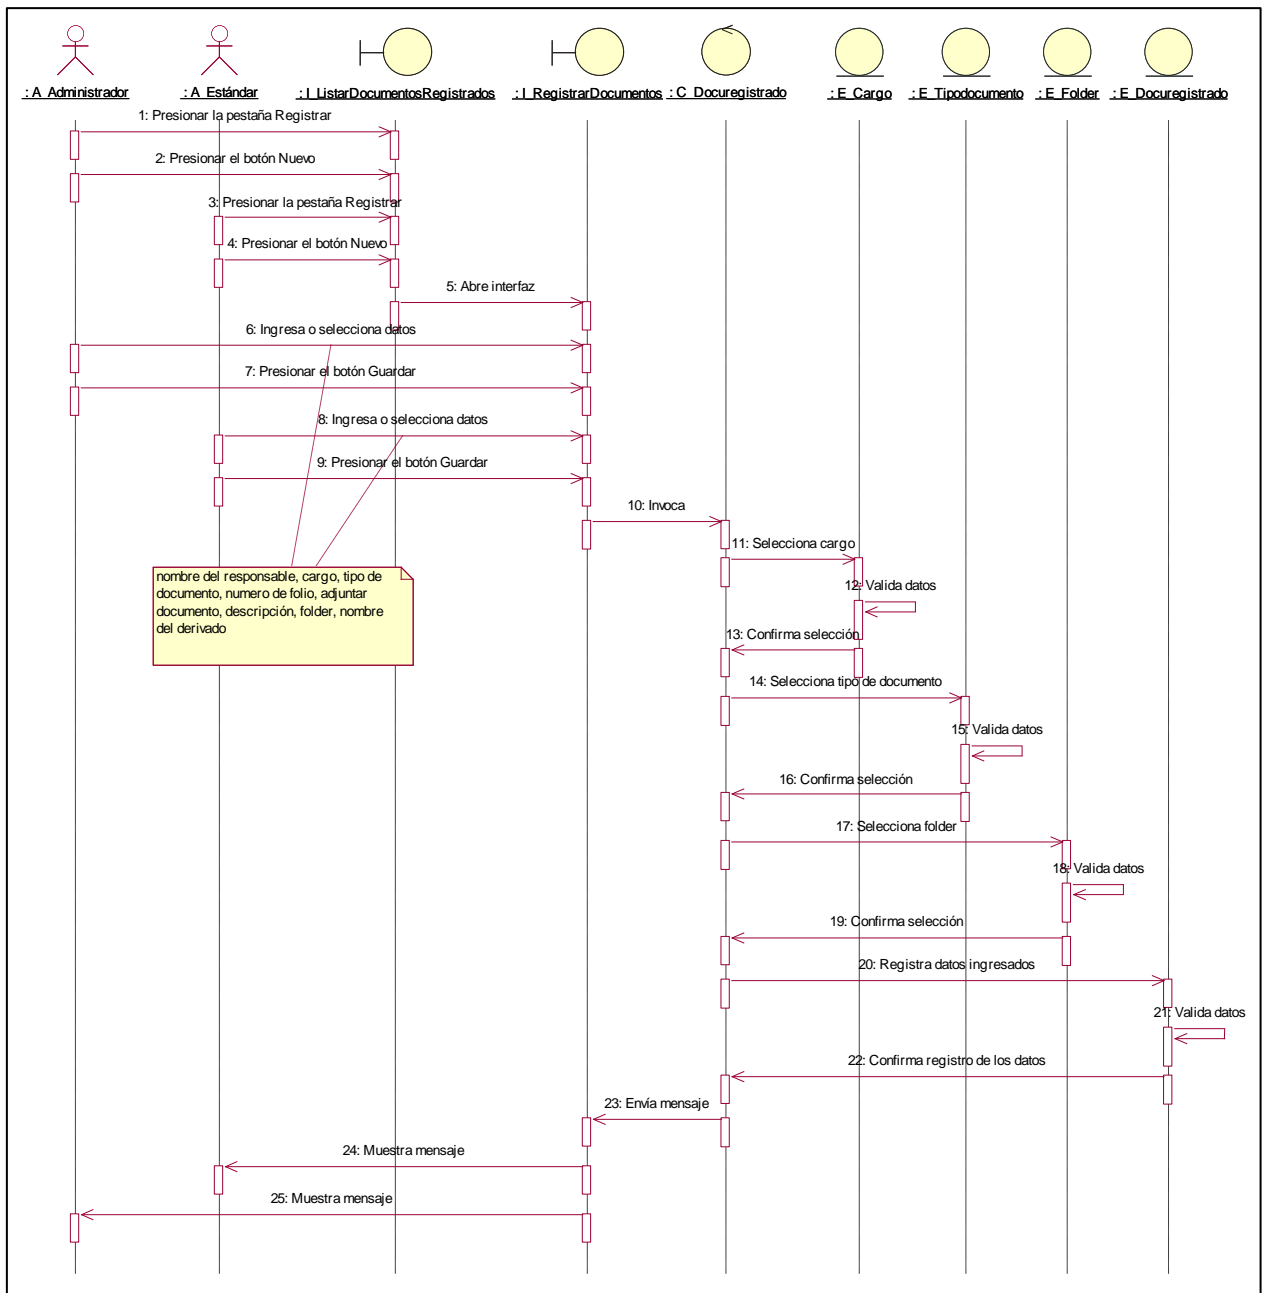 : A_Administrador
: A_Estándar
: I_ListarDocumentosRegistrados
: I_RegistrarDocumentos
: C_Docuregistrado
: E_Cargo
: E_Tipodocumento
: E_Folder
: E_Docuregistrado
1: Presionar la pestaña Registrar
2: Presionar el botón Nuevo
3: Presionar la pestaña Registrar
4: Presionar el botón Nuevo
5: Abre interfaz
6: Ingresa o selecciona datos
7: Presionar el botón Guardar
8: Ingresa o selecciona datos
9: Presionar el botón Guardar
10: Invoca
11: Selecciona cargo
nombre del responsable, cargo, tipo de
documento, numero de folio, adjuntar
documento, descripción, folder, nombre
del derivado
12: Valida datos
13: Confirma selección
14: Selecciona tipo de documento
15: Valida datos
16: Confirma selección
17: Selecciona folder
18: Valida datos
19: Confirma selección
20: Registra datos ingresados
21: Valida datos
22: Confirma registro de los datos
23: Envía mensaje
24: Muestra mensaje
25: Muestra mensaje